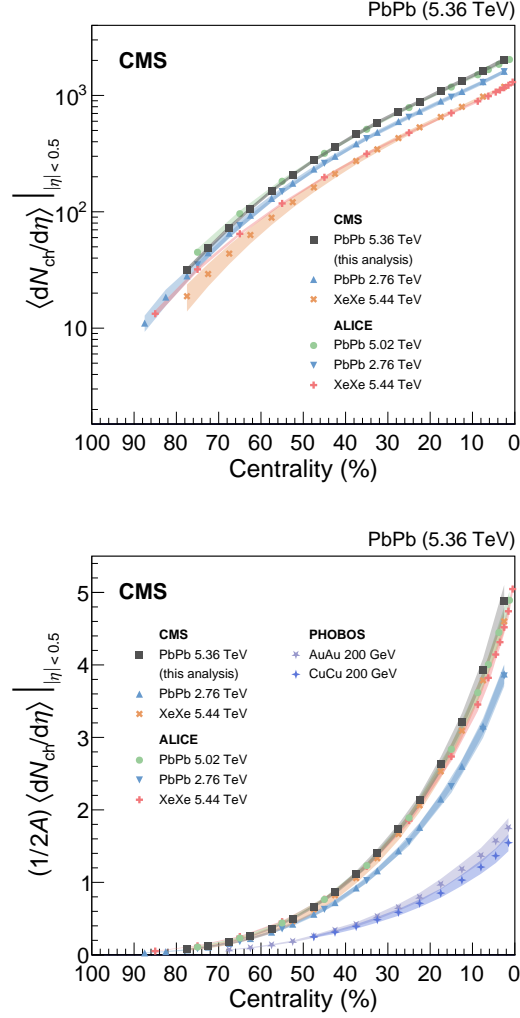 PbPb (5.36 TeV)
CMS
10³
10²
10
⟨dN_ch/dη⟩| |η| < 0.5
CMS
PbPb 5.36 TeV
(this analysis)
PbPb 2.76 TeV
XeXe 5.44 TeV
ALICE
PbPb 5.02 TeV
PbPb 2.76 TeV
XeXe 5.44 TeV
100 90 80 70 60 50 40 30 20 10 0
Centrality (%)
PbPb (5.36 TeV)
CMS
5
4
3
2
1
0
(1/2A) ⟨dN_ch/dη⟩| |η| < 0.5
CMS
PbPb 5.36 TeV
(this analysis)
PbPb 2.76 TeV
XeXe 5.44 TeV
ALICE
PbPb 5.02 TeV
PbPb 2.76 TeV
XeXe 5.44 TeV
PHOBOS
AuAu 200 GeV
CuCu 200 GeV
100 90 80 70 60 50 40 30 20 10 0
Centrality (%)